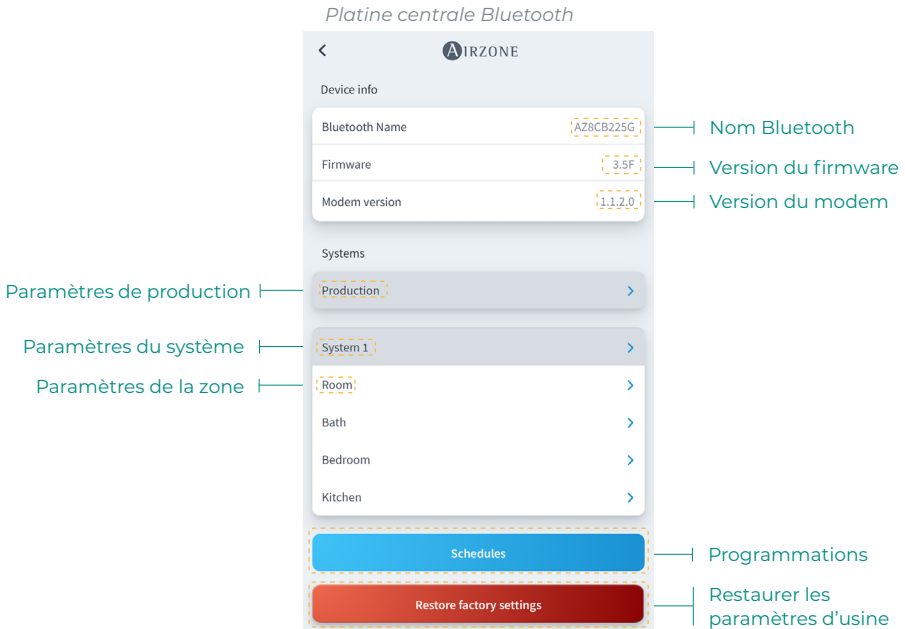 Platine centrale Bluetooth
AIRZONE
Device info
Bluetooth Name
AZ8CB225G
Nom Bluetooth
Firmware
3.5F
Version du firmware
Modem version
1.1.2.0
Version du modem
Systems
Paramètres de production
Production
Paramètres du système
System 1
Paramètres de la zone
Room
Bath
Bedroom
Kitchen
Schedules
Programmations
Restore factory settings
Restaurer les
paramètres d’usine